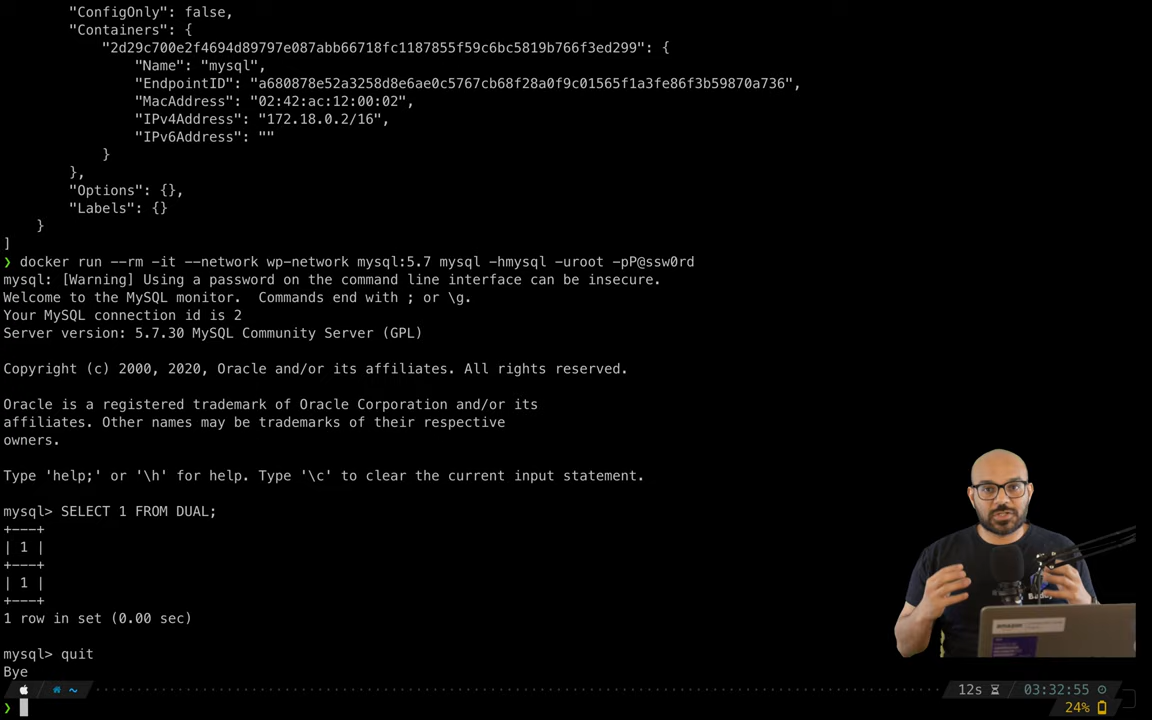 "ConfigOnly": false,
"Containers": {
"2d29c700e2f4694d89797e087abb66718fc1187855f59c6bc5819b766f3ed299": {
"Name": "mysql",
"EndpointID": "a680878e52a3258d8e6ae0c5767cb68f28a0f9c01565f1a3fe86f3b59870a736",
"MacAddress": "02:42:ac:12:00:02",
"IPv4Address": "172.18.0.2/16",
"IPv6Address": ""
}
},
"Options": {},
"Labels": {}
}
]
❯ docker run --rm -it --network wp-network mysql:5.7 mysql -hmysql -uroot -pP@ssw0rd
mysql: [Warning] Using a password on the command line interface can be insecure.
Welcome to the MySQL monitor.  Commands end with ; or \g.
Your MySQL connection id is 2
Server version: 5.7.30 MySQL Community Server (GPL)
Copyright (c) 2000, 2020, Oracle and/or its affiliates. All rights reserved.
Oracle is a registered trademark of Oracle Corporation and/or its
affiliates. Other names may be trademarks of their respective
owners.
Type 'help;' or '\h' for help. Type '\c' to clear the current input statement.
mysql> SELECT 1 FROM DUAL;
+---+
| 1 |
+---+
| 1 |
+---+
1 row in set (0.00 sec)
mysql> quit
Bye
~ 12s 03:32:55
❯ 24%
amazon